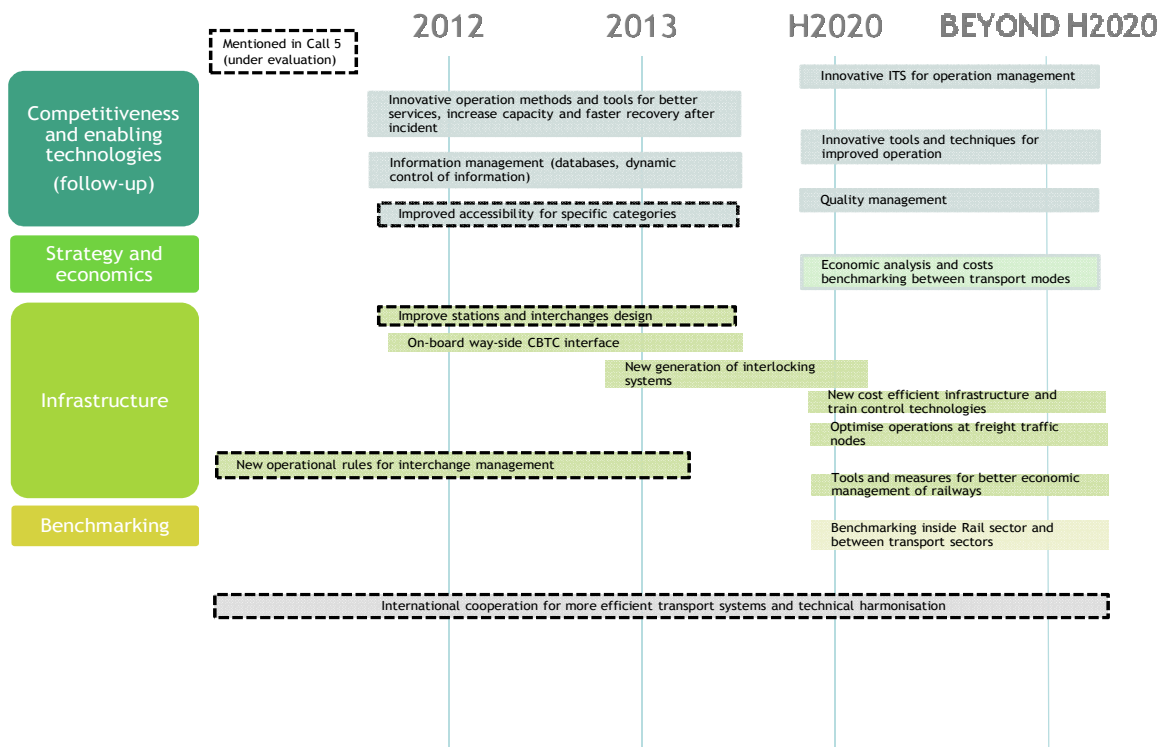 2012
2013
H2020
BEYOND H2020
Mentioned in Call 5
(under evaluation)
Competitiveness
and enabling
technologies
(follow-up)
Innovative ITS for operation management
Innovative operation methods and tools for better
services, increase capacity and faster recovery after
incident
Innovative tools and techniques for
improved operation
Information management (databases, dynamic
control of information)
Quality management
Improved accessibility for specific categories
Strategy and
economics
Economic analysis and costs
benchmarking between transport modes
Infrastructure
Improve stations and interchanges design
On-board way-side CBTC interface
New generation of interlocking
systems
New cost efficient infrastructure and
train control technologies
Optimise operations at freight traffic
nodes
New operational rules for interchange management
Tools and measures for better economic
management of railways
Benchmarking
Benchmarking inside Rail sector and
between transport sectors
International cooperation for more efficient transport systems and technical harmonisation